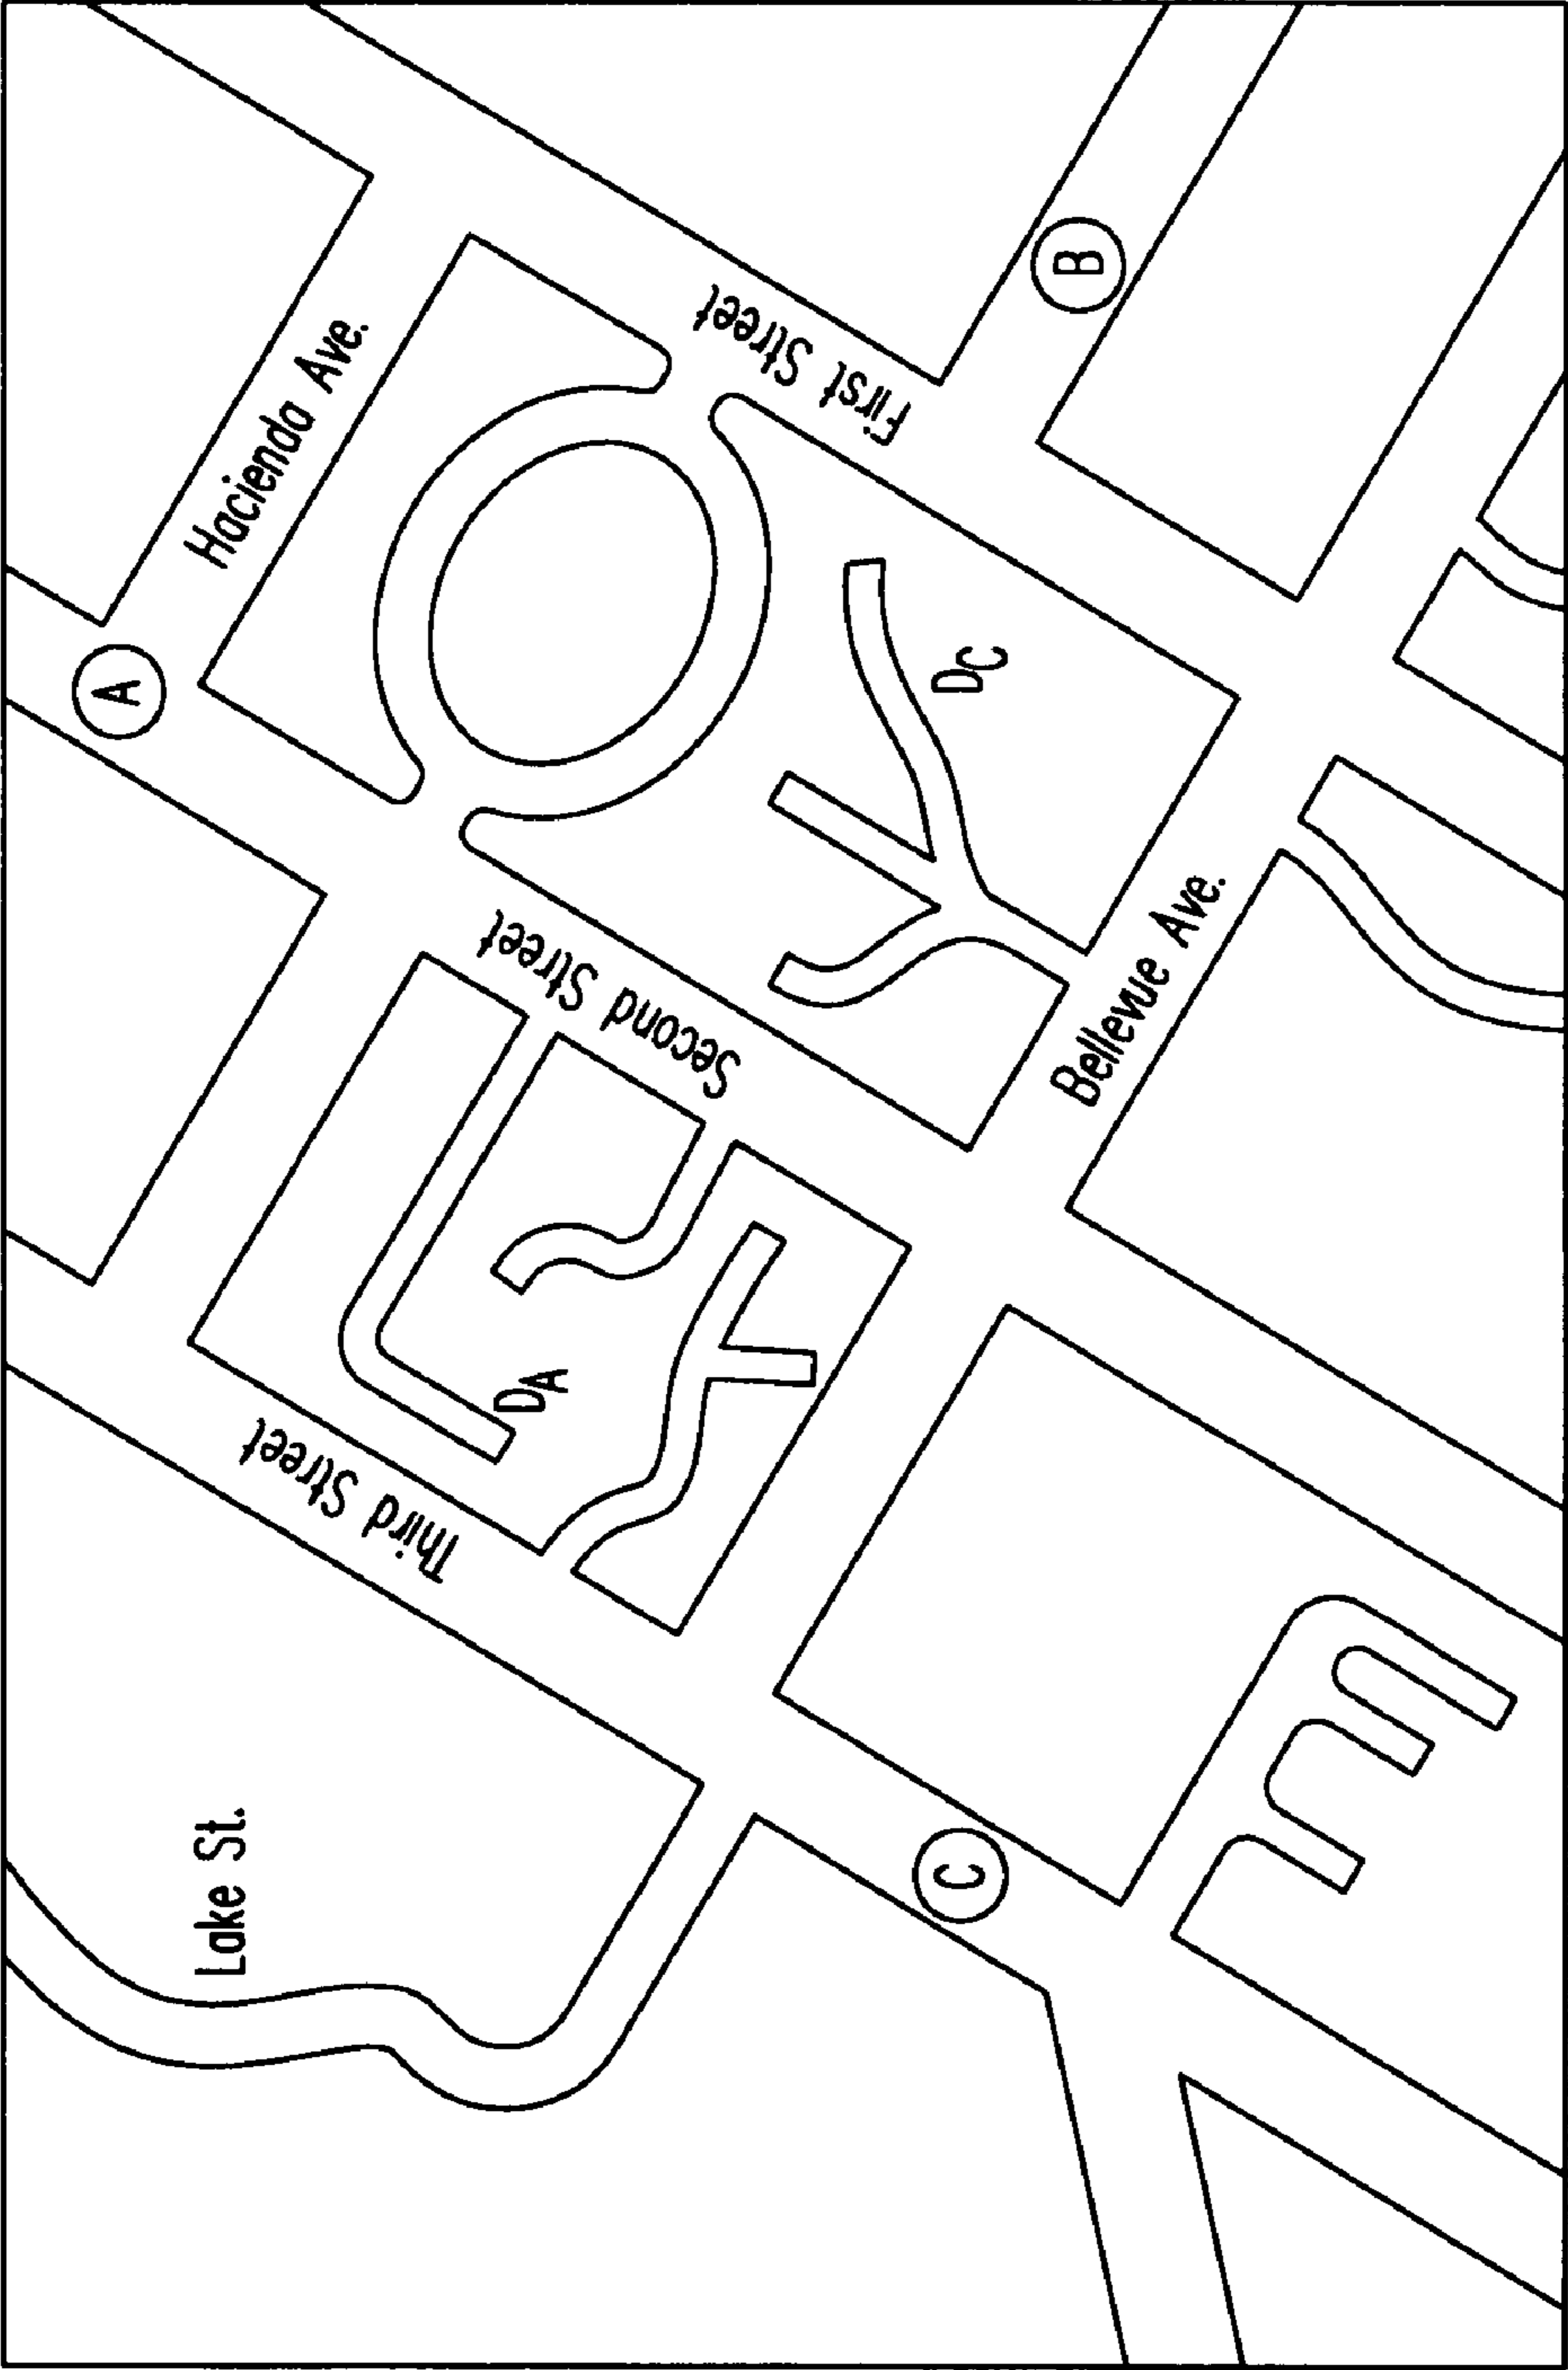 Lake St.
Third Street
Second Street
First Street
Hacienda Ave.
Bellevue Ave.
A
B
C
DA
DC